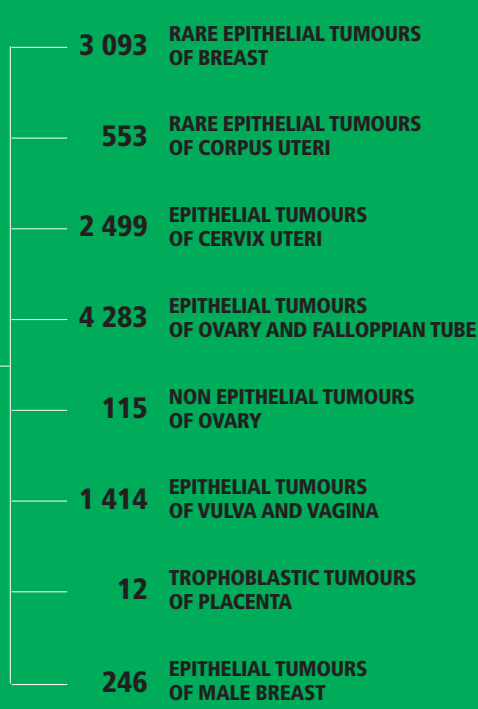 3 093 RARE EPITHELIAL TUMOURS
OF BREAST
553 RARE EPITHELIAL TUMOURS
OF CORPUS UTERI
2 499 EPITHELIAL TUMOURS
OF CERVIX UTERI
4 283 EPITHELIAL TUMOURS
OF OVARY AND FALLOPPIAN TUBE
115 NON EPITHELIAL TUMOURS
OF OVARY
1 414 EPITHELIAL TUMOURS
OF VULVA AND VAGINA
12 TROPHOBLASTIC TUMOURS
OF PLACENTA
246 EPITHELIAL TUMOURS
OF MALE BREAST